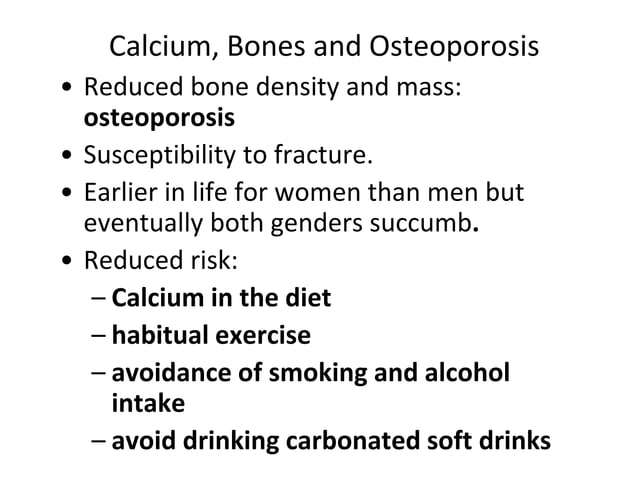 Calcium, Bones and Osteoporosis
• Reduced bone density and mass:
osteoporosis
• Susceptibility to fracture.
• Earlier in life for women than men but
eventually both genders succumb.
• Reduced risk:
– Calcium in the diet
– habitual exercise
– avoidance of smoking and alcohol
intake
– avoid drinking carbonated soft drinks